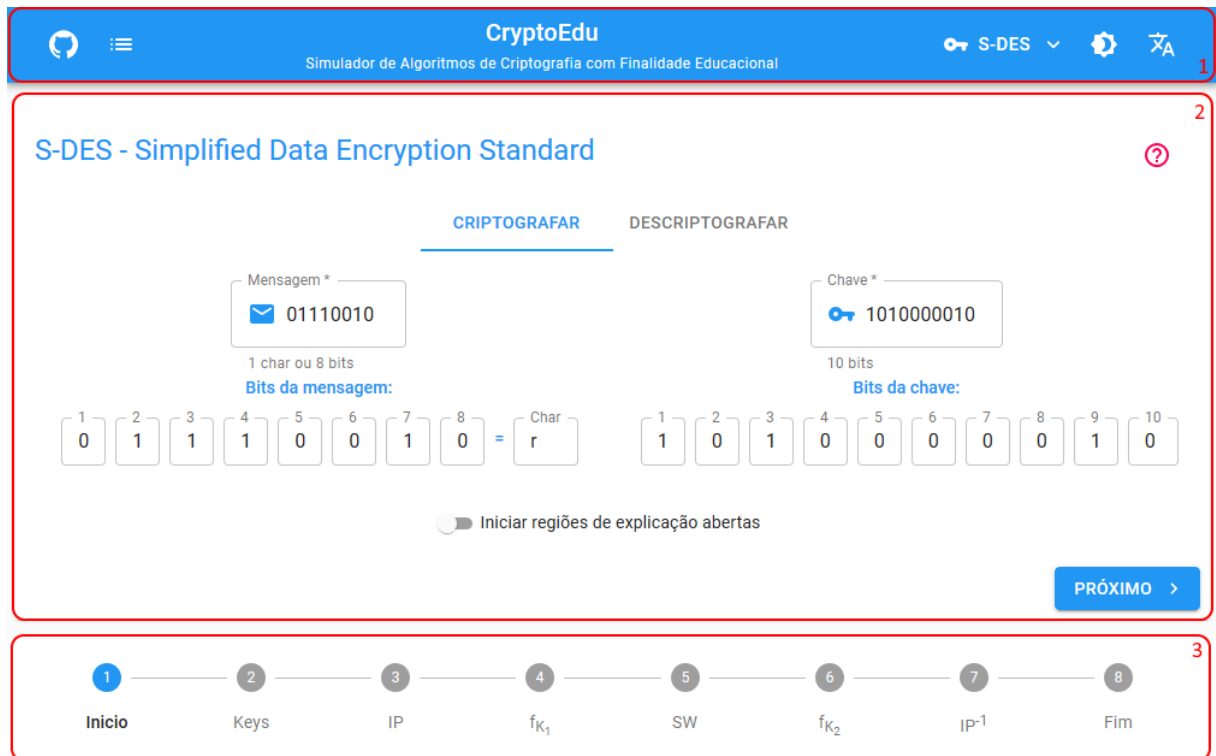 CryptoEdu
Simulador de Algoritmos de Criptografia com Finalidade Educacional
S-DES
1
2
S-DES - Simplified Data Encryption Standard
CRIPTOGRAFAR DESCRIPTOGRAFAR
Mensagem * Chave *
01110010 1010000010
1 char ou 8 bits 10 bits
Bits da mensagem: Bits da chave:
1 2 3 4 5 6 7 8 Char 1 2 3 4 5 6 7 8 9 10
0 1 1 1 0 0 1 0 = r 1 0 1 0 0 0 0 0 1 0
Iniciar regiões de explicação abertas
PRÓXIMO >
3
1 2 3 4 5 6 7 8
Inicio Keys IP fK₁ SW fK₂ IP⁻¹ Fim